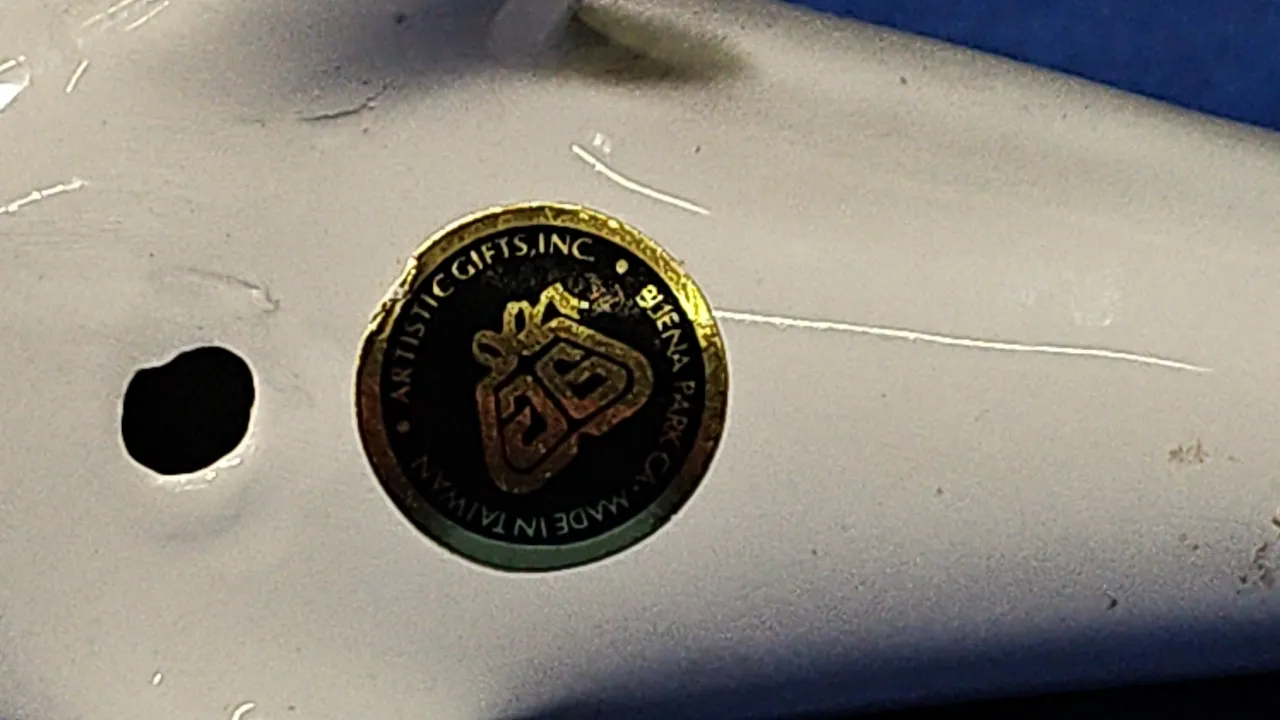 ARTISTIC GIFTS, INC. • BUENA PARK CA • MADE IN TAIWAN •